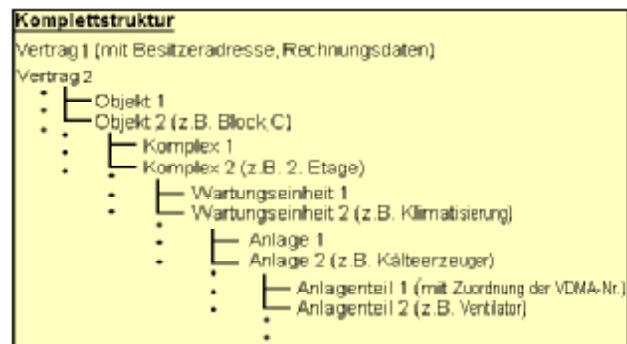 Komplettstruktur
Vertrag 1 (mit Besitzeradresse, Rechnungsdaten)
Vertrag 2
Objekt 1
Objekt 2 (z.B. Block C)
Komplex 1
Komplex 2 (z.B. 2. Etage)
Wartungseinheit 1
Wartungseinheit 2 (z.B. Klimatisierung)
Anlage 1
Anlage 2 (z.B. Kälteerzeuger)
Anlagenteil 1 (mit Zuordnung der VDMA-Nr.)
Anlagenteil 2 (z.B. Ventilator)